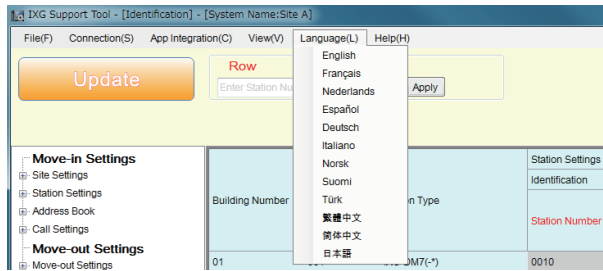 IXG Support Tool - [Identification] - [System Name:Site A]
File(F) Connection(S) App Integration(C) View(V) Language(L) Help(H)
Update
Row
Enter Station Nu
Apply
English
Français
Nederlands
Español
Deutsch
Italiano
Norsk
Suomi
Türk
繁體中文
简体中文
日本語
Move-in Settings
Site Settings
Station Settings
Address Book
Call Settings
Move-out Settings
Move-out Settings
Building Number
n Type
Station Settings
Identification
Station Number
01
DM7(-*)
0010